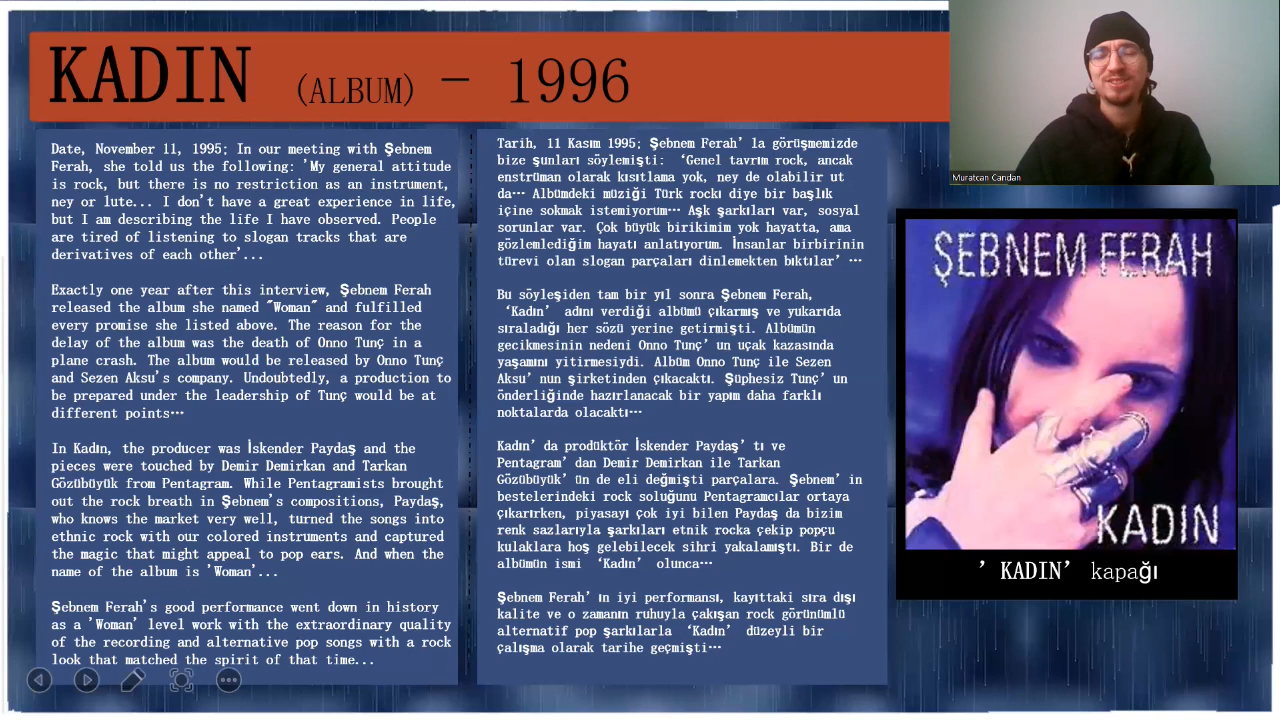 KADIN (ALBUM) - 1996
Date, November 11, 1995; In our meeting with Şebnem
Ferah, she told us the following: 'My general attitude
is rock, but there is no restriction as an instrument,
ney or lute... I don't have a great experience in life,
but I am describing the life I have observed. People
are tired of listening to slogan tracks that are
derivatives of each other'...
Exactly one year after this interview, Şebnem Ferah
released the album she named "Woman" and fulfilled
every promise she listed above. The reason for the
delay of the album was the death of Onno Tunç in a
plane crash. The album would be released by Onno Tunç
and Sezen Aksu's company. Undoubtedly, a production to
be prepared under the leadership of Tunç would be at
different points…
In Kadın, the producer was İskender Paydaş and the
pieces were touched by Demir Demirkan and Tarkan
Gözübüyük from Pentagram. While Pentagramists brought
out the rock breath in Şebnem's compositions, Paydaş,
who knows the market very well, turned the songs into
ethnic rock with our colored instruments and captured
the magic that might appeal to pop ears. And when the
name of the album is 'Woman'...
Şebnem Ferah's good performance went down in history
as a 'Woman' level work with the extraordinary quality
of the recording and alternative pop songs with a rock
look that matched the spirit of that time...
Tarih, 11 Kasım 1995; Şebnem Ferah' la görüşmemizde
bize şunları söylemişti: ‘Genel tavrım rock, ancak
enstrüman olarak kısıtlama yok, ney de olabilir ut
da… Albümdeki müziği Türk rockı diye bir başlık
içine sokmak istemiyorum… Aşk şarkıları var, sosyal
sorunlar var. Çok büyük birikimim yok hayatta, ama
gözlemlediğim hayatı anlatıyorum. İnsanlar birbirinin
türevi olan slogan parçaları dinlemekten bıktılar’ …
Bu söyleşiden tam bir yıl sonra Şebnem Ferah,
‘Kadın’ adını verdiği albümü çıkarmış ve yukarıda
sıraladığı her sözü yerine getirmişti. Albümün
gecikmesinin nedeni Onno Tunç’un uçak kazasında
yaşamını yitirmesiydi. Albüm Onno Tunç ile Sezen
Aksu’ nun şirketinden çıkacaktı. Şüphesiz Tunç’ un
önderliğinde hazırlanacak bir yapım daha farklı
noktalarda olacaktı…
Kadın’ da prodüktör İskender Paydaş’ tı ve
Pentagram’ dan Demir Demirkan ile Tarkan
Gözübüyük’ ün de eli değmişti parçalara. Şebnem’ in
bestelerindeki rock soluğunu Pentagramcılar ortaya
çıkarırken, piyasayı çok iyi bilen Paydaş da bizim
renk sazlarıyla şarkıları etnik rocka çekip popçu
kulaklara hoş gelebilecek sihri yakalamıştı. Bir de
albümün ismi ‘Kadın’ olunca…
Şebnem Ferah’ ın iyi performansı, kayıttaki sıra dışı
kalite ve o zamanın ruhuyla çakışan rock görünümlü
alternatif pop şarkılarla ‘Kadın’ düzeyli bir
çalışma olarak tarihe geçmişti…
Muratcan Candan
ŞEBNEM FERAH
KADIN
’KADIN’ kapağı